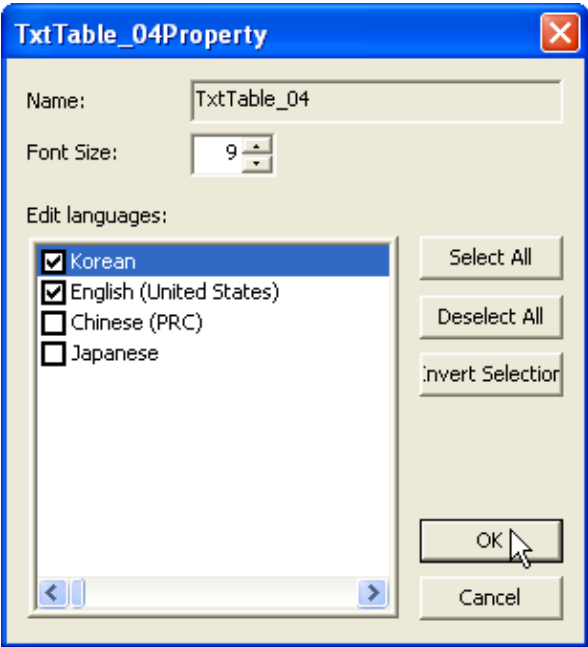 TxtTable_04Property
Name: TxtTable_04
Font Size: 9
Edit languages:
Korean
English (United States)
Chinese (PRC)
Japanese
Select All
Deselect All
Invert Selection
OK
Cancel